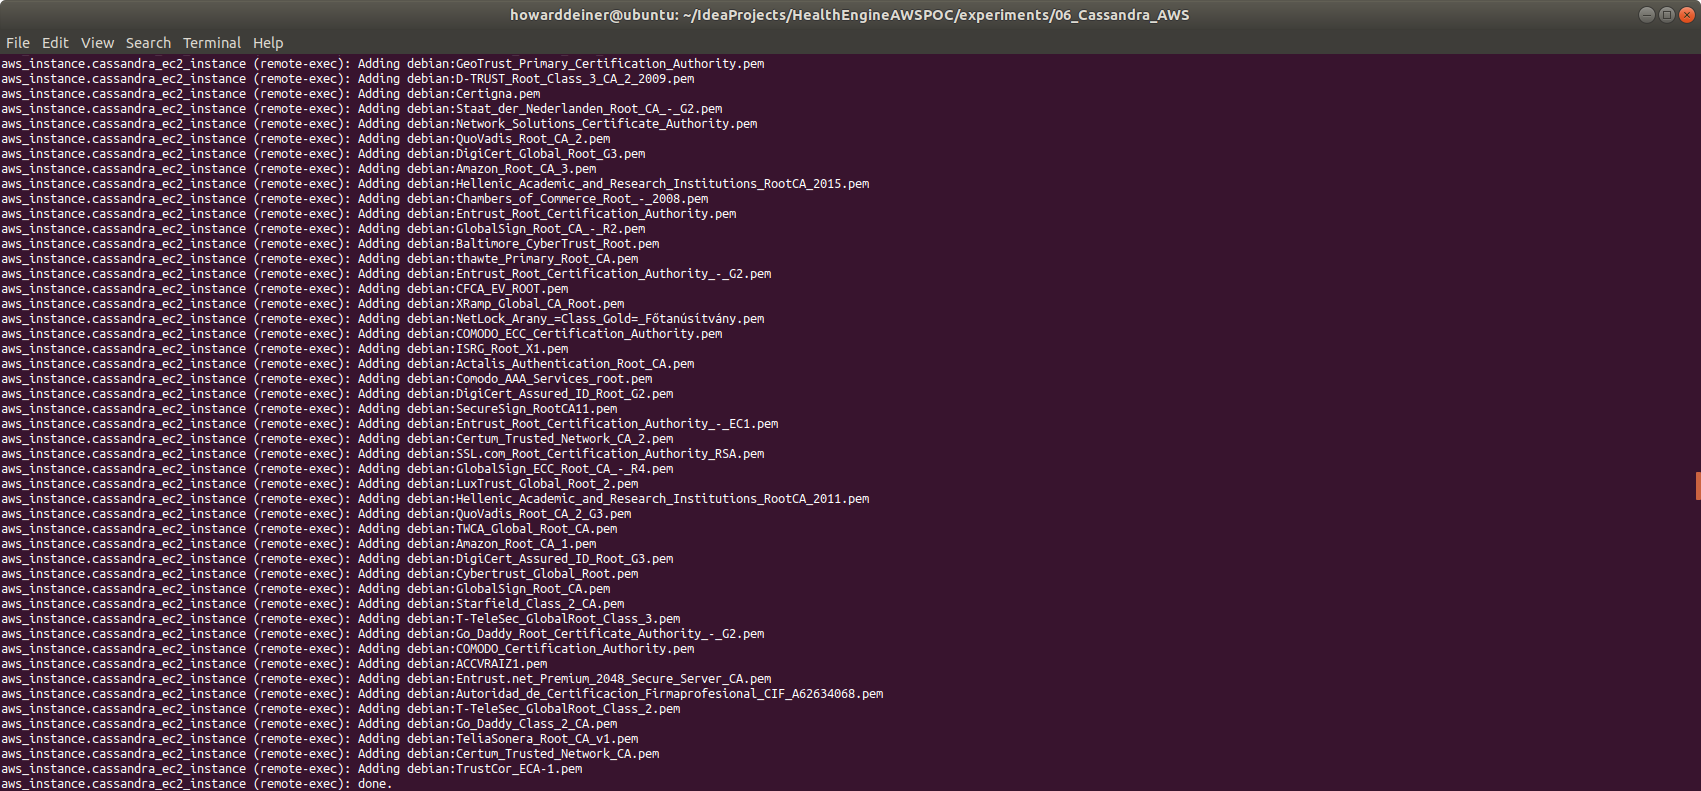 howarddeiner@ubuntu: ~/IdeaProjects/HealthEngineAWSPOC/experiments/06_Cassandra_AWS
File Edit View Search Terminal Help
aws_instance.cassandra_ec2_instance (remote-exec): Adding debian:GeoTrust_Primary_Certification_Authority.pem
aws_instance.cassandra_ec2_instance (remote-exec): Adding debian:D-TRUST_Root_Class_3_CA_2_2009.pem
aws_instance.cassandra_ec2_instance (remote-exec): Adding debian:Certigna.pem
aws_instance.cassandra_ec2_instance (remote-exec): Adding debian:Staat_der_Nederlanden_Root_CA_-_G2.pem
aws_instance.cassandra_ec2_instance (remote-exec): Adding debian:Network_Solutions_Certificate_Authority.pem
aws_instance.cassandra_ec2_instance (remote-exec): Adding debian:QuoVadis_Root_CA_2.pem
aws_instance.cassandra_ec2_instance (remote-exec): Adding debian:DigiCert_Global_Root_G3.pem
aws_instance.cassandra_ec2_instance (remote-exec): Adding debian:Amazon_Root_CA_3.pem
aws_instance.cassandra_ec2_instance (remote-exec): Adding debian:Hellenic_Academic_and_Research_Institutions_RootCA_2015.pem
aws_instance.cassandra_ec2_instance (remote-exec): Adding debian:Chambers_of_Commerce_Root_-_2008.pem
aws_instance.cassandra_ec2_instance (remote-exec): Adding debian:Entrust_Root_Certification_Authority.pem
aws_instance.cassandra_ec2_instance (remote-exec): Adding debian:GlobalSign_Root_CA_-_R2.pem
aws_instance.cassandra_ec2_instance (remote-exec): Adding debian:Baltimore_CyberTrust_Root.pem
aws_instance.cassandra_ec2_instance (remote-exec): Adding debian:thawte_Primary_Root_CA.pem
aws_instance.cassandra_ec2_instance (remote-exec): Adding debian:Entrust_Root_Certification_Authority_-_G2.pem
aws_instance.cassandra_ec2_instance (remote-exec): Adding debian:CFCA_EV_ROOT.pem
aws_instance.cassandra_ec2_instance (remote-exec): Adding debian:XRamp_Global_CA_Root.pem
aws_instance.cassandra_ec2_instance (remote-exec): Adding debian:NetLock_Arany_=Class_Gold=_Főtanúsítvány.pem
aws_instance.cassandra_ec2_instance (remote-exec): Adding debian:COMODO_ECC_Certification_Authority.pem
aws_instance.cassandra_ec2_instance (remote-exec): Adding debian:ISRG_Root_X1.pem
aws_instance.cassandra_ec2_instance (remote-exec): Adding debian:Actalis_Authentication_Root_CA.pem
aws_instance.cassandra_ec2_instance (remote-exec): Adding debian:Comodo_AAA_Services_root.pem
aws_instance.cassandra_ec2_instance (remote-exec): Adding debian:DigiCert_Assured_ID_Root_G2.pem
aws_instance.cassandra_ec2_instance (remote-exec): Adding debian:SecureSign_RootCA11.pem
aws_instance.cassandra_ec2_instance (remote-exec): Adding debian:Entrust_Root_Certification_Authority_-_EC1.pem
aws_instance.cassandra_ec2_instance (remote-exec): Adding debian:Certum_Trusted_Network_CA_2.pem
aws_instance.cassandra_ec2_instance (remote-exec): Adding debian:SSL.com_Root_Certification_Authority_RSA.pem
aws_instance.cassandra_ec2_instance (remote-exec): Adding debian:GlobalSign_ECC_Root_CA_-_R4.pem
aws_instance.cassandra_ec2_instance (remote-exec): Adding debian:LuxTrust_Global_Root_2.pem
aws_instance.cassandra_ec2_instance (remote-exec): Adding debian:Hellenic_Academic_and_Research_Institutions_RootCA_2011.pem
aws_instance.cassandra_ec2_instance (remote-exec): Adding debian:QuoVadis_Root_CA_2_G3.pem
aws_instance.cassandra_ec2_instance (remote-exec): Adding debian:TWCA_Global_Root_CA.pem
aws_instance.cassandra_ec2_instance (remote-exec): Adding debian:Amazon_Root_CA_1.pem
aws_instance.cassandra_ec2_instance (remote-exec): Adding debian:DigiCert_Assured_ID_Root_G3.pem
aws_instance.cassandra_ec2_instance (remote-exec): Adding debian:Cybertrust_Global_Root.pem
aws_instance.cassandra_ec2_instance (remote-exec): Adding debian:GlobalSign_Root_CA.pem
aws_instance.cassandra_ec2_instance (remote-exec): Adding debian:Starfield_Class_2_CA.pem
aws_instance.cassandra_ec2_instance (remote-exec): Adding debian:T-TeleSec_GlobalRoot_Class_3.pem
aws_instance.cassandra_ec2_instance (remote-exec): Adding debian:Go_Daddy_Root_Certificate_Authority_-_G2.pem
aws_instance.cassandra_ec2_instance (remote-exec): Adding debian:COMODO_Certification_Authority.pem
aws_instance.cassandra_ec2_instance (remote-exec): Adding debian:ACCVRAIZ1.pem
aws_instance.cassandra_ec2_instance (remote-exec): Adding debian:Entrust.net_Premium_2048_Secure_Server_CA.pem
aws_instance.cassandra_ec2_instance (remote-exec): Adding debian:Autoridad_de_Certificacion_Firmaprofesional_CIF_A62634068.pem
aws_instance.cassandra_ec2_instance (remote-exec): Adding debian:T-TeleSec_GlobalRoot_Class_2.pem
aws_instance.cassandra_ec2_instance (remote-exec): Adding debian:Go_Daddy_Class_2_CA.pem
aws_instance.cassandra_ec2_instance (remote-exec): Adding debian:TeliaSonera_Root_CA_v1.pem
aws_instance.cassandra_ec2_instance (remote-exec): Adding debian:Certum_Trusted_Network_CA.pem
aws_instance.cassandra_ec2_instance (remote-exec): Adding debian:TrustCor_ECA-1.pem
aws_instance.cassandra_ec2_instance (remote-exec): done.